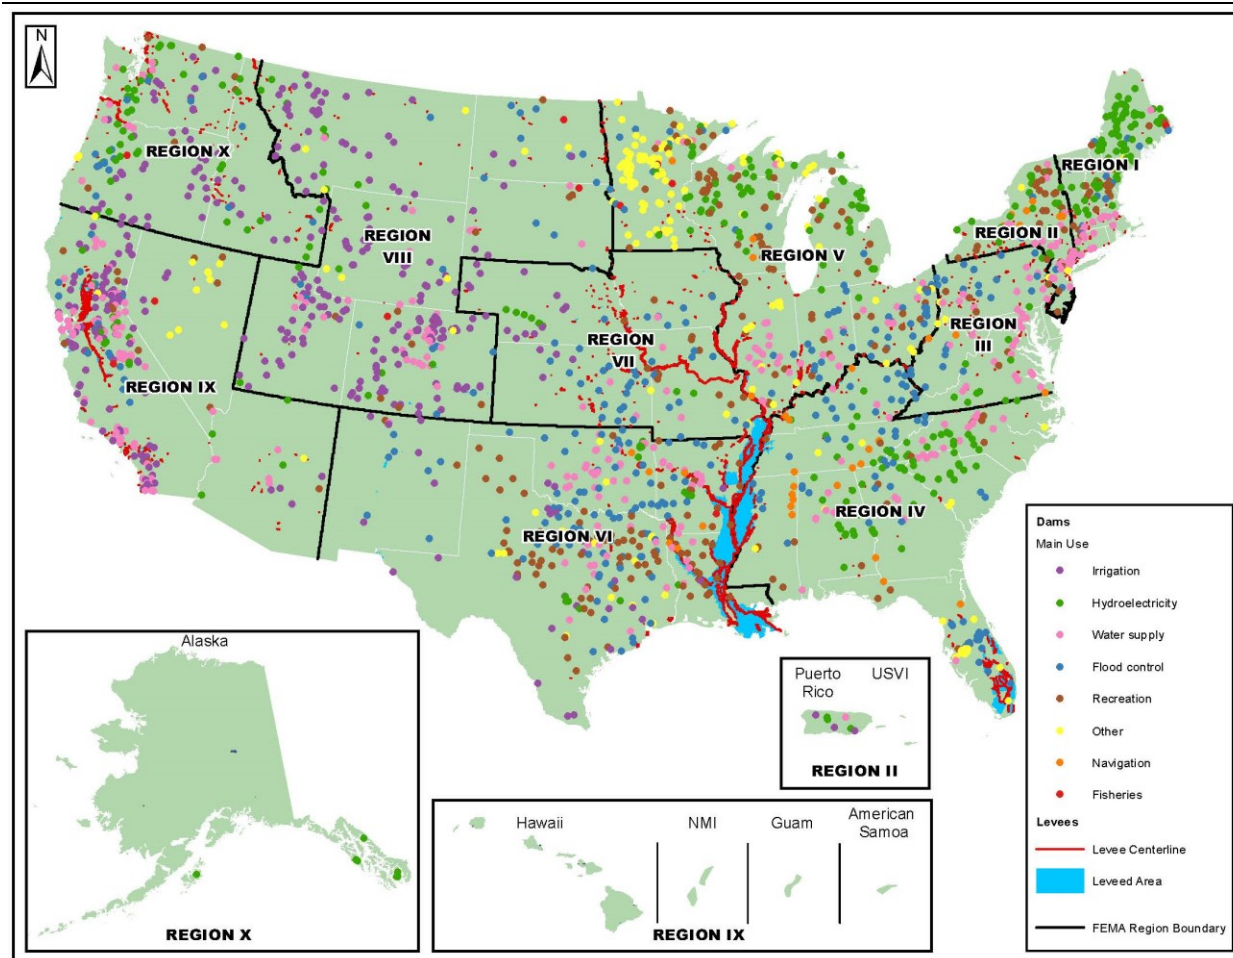 N
REGION X
REGION I
REGION II
REGION
VIII
REGION V
REGION
III
REGION
VII
REGION IX
REGION IV
REGION VI
Alaska
REGION X
Puerto
Rico
USVI
REGION II
Hawaii
NMI
Guam
American
Samoa
REGION IX
Dams
Main Use
Irrigation
Hydroelectricity
Water supply
Flood control
Recreation
Other
Navigation
Fisheries
Levees
Levee Centerline
Leveed Area
FEMA Region Boundary